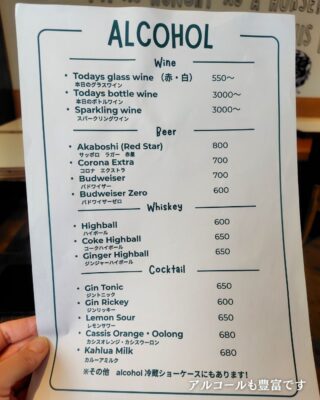 ALCOHOL
Wine
• Todays glass wine (赤・白) 550〜
本日のグラスワイン
• Todays bottle wine 3000〜
本日のボトルワイン
• Sparkling wine 3000〜
スパークリングワイン
Beer
• Akaboshi (Red Star) 800
サッポロ ラガー 赤星
• Corona Extra 700
コロナ エクストラ
• Budweiser 700
バドワイザー
• Budweiser Zero 600
バドワイザーゼロ
Whiskey
• Highball 600
ハイボール
• Coke Highball 650
コークハイボール
• Ginger Highball 650
ジンジャーハイボール
Cocktail
• Gin Tonic 650
ジントニック
• Gin Rickey 600
ジンリッキー
• Lemon Sour 650
レモンサワー
• Cassis Orange・Oolong 680
カシスオレンジ・カシスウーロン
• Kahlua Milk 680
カルーアミルク
※その他 alcohol 冷蔵ショーケースにもあります!
アルコールも豊富です